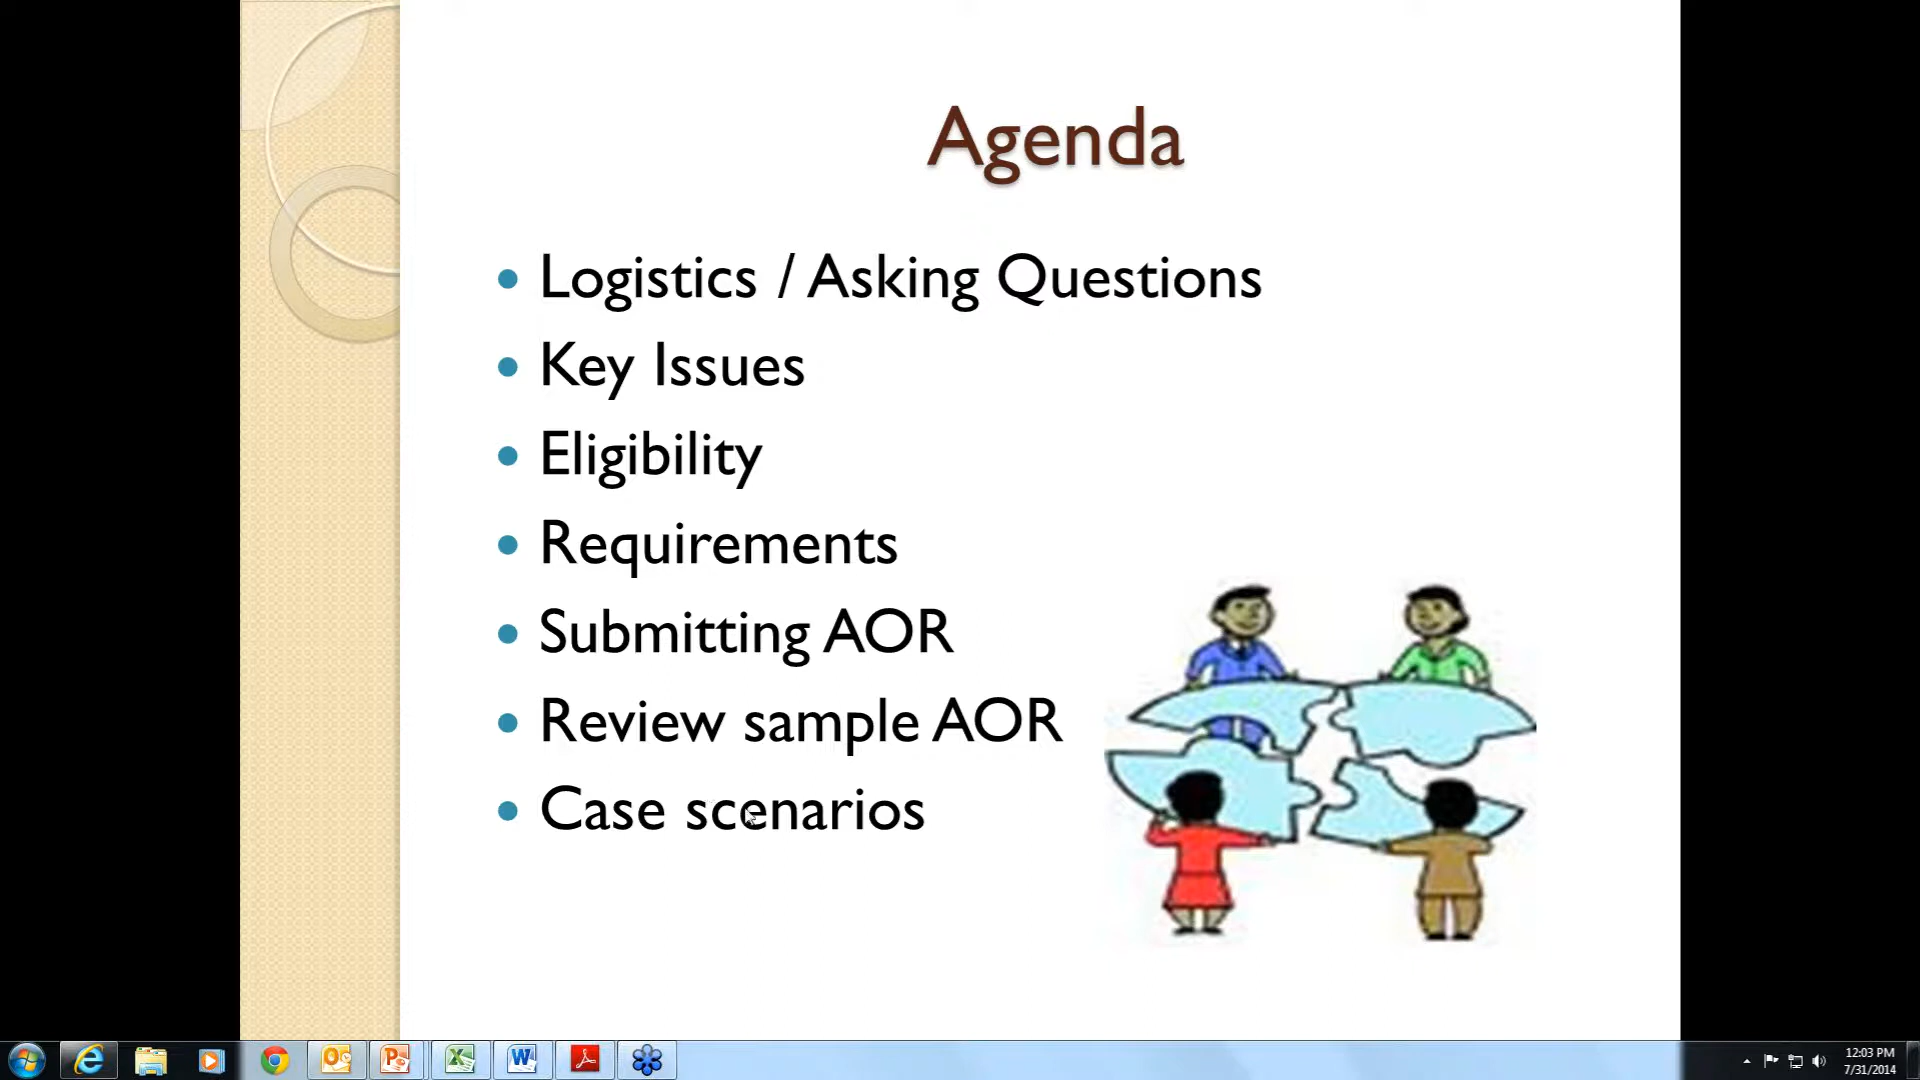 Agenda
• Logistics / Asking Questions
• Key Issues
• Eligibility
• Requirements
• Submitting AOR
• Review sample AOR
• Case scenarios
12:03 PM
7/31/2014